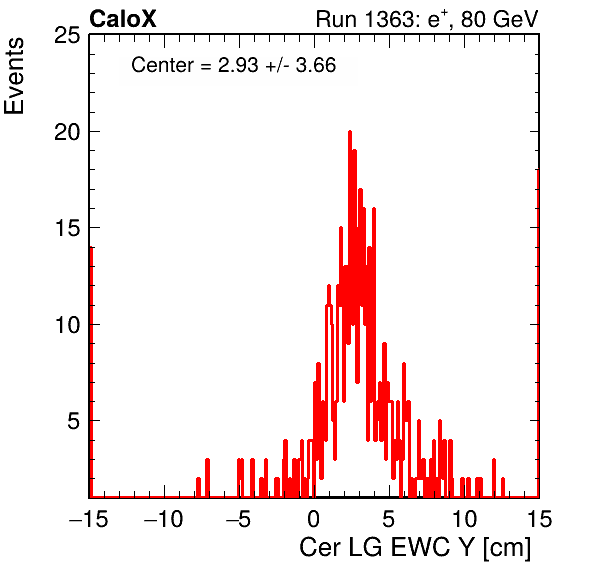 CaloX Run 1363: e⁺, 80 GeV
Events
Center = 2.93 +/- 3.66
25
20
15
10
5
−15 −10 −5 0 5 10 15
Cer LG EWC Y [cm]